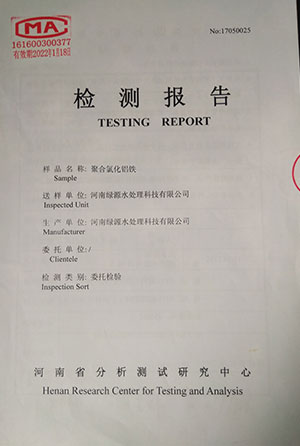 No:17050025
MA
161600300377
有效期2022年1月18日
检 测 报 告
TESTING REPORT
样 品 名 称: 聚合氯化铝铁
Sample
送 样 单 位: 河南绿源水处理科技有限公司
Inspected Unit
生 产 单 位: 河南绿源水处理科技有限公司
Manufacturer
委 托 单 位: /
Clientele
检 测 类 别: 委托检验
Inspection Sort
河 南 省 分 析 测 试 研 究 中 心
Henan Research Center for Testing and Analysis